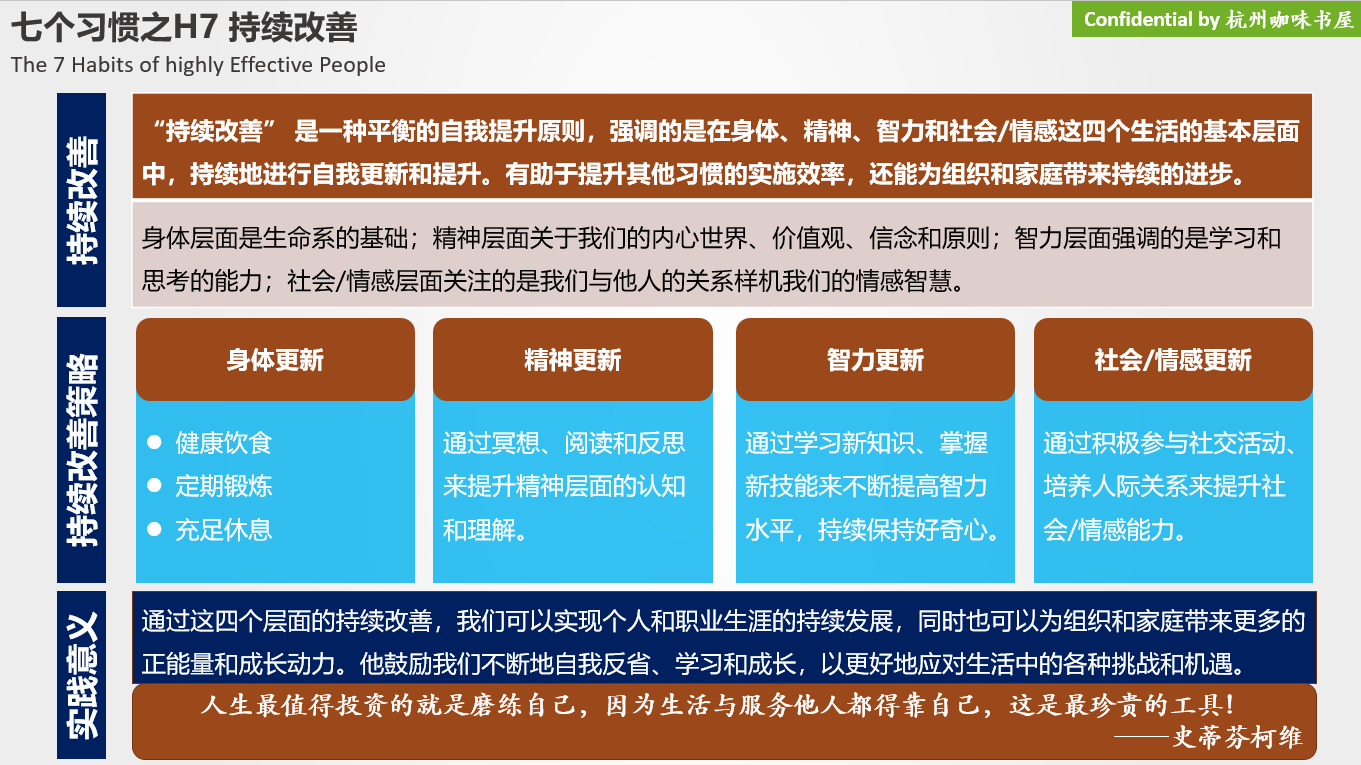 七个习惯之H7 持续改善
Confidential by 杭州咖味书屋
The 7 Habits of highly Effective People
持续改善
“持续改善” 是一种平衡的自我提升原则，强调的是在身体、精神、智力和社会/情感这四个生活的基本层面
中，持续地进行自我更新和提升。有助于提升其他习惯的实施效率，还能为组织和家庭带来持续的进步。
身体层面是生命系的基础；精神层面关于我们的内心世界、价值观、信念和原则；智力层面强调的是学习和
思考的能力；社会/情感层面关注的是我们与他人的关系样机我们的情感智慧。
持续改善策略
身体更新
● 健康饮食
● 定期锻炼
● 充足休息
精神更新
通过冥想、阅读和反思
来提升精神层面的认知
和理解。
智力更新
通过学习新知识、掌握
新技能来不断提高智力
水平，持续保持好奇心。
社会/情感更新
通过积极参与社交活动、
培养人际关系来提升社
会/情感能力。
实践意义
通过这四个层面的持续改善，我们可以实现个人和职业生涯的持续发展，同时也可以为组织和家庭带来更多的
正能量和成长动力。他鼓励我们不断地自我反省、学习和成长，以更好地应对生活中的各种挑战和机遇。
人生最值得投资的就是磨练自己，因为生活与服务他人都得靠自己，这是最珍贵的工具！
——史蒂芬柯维